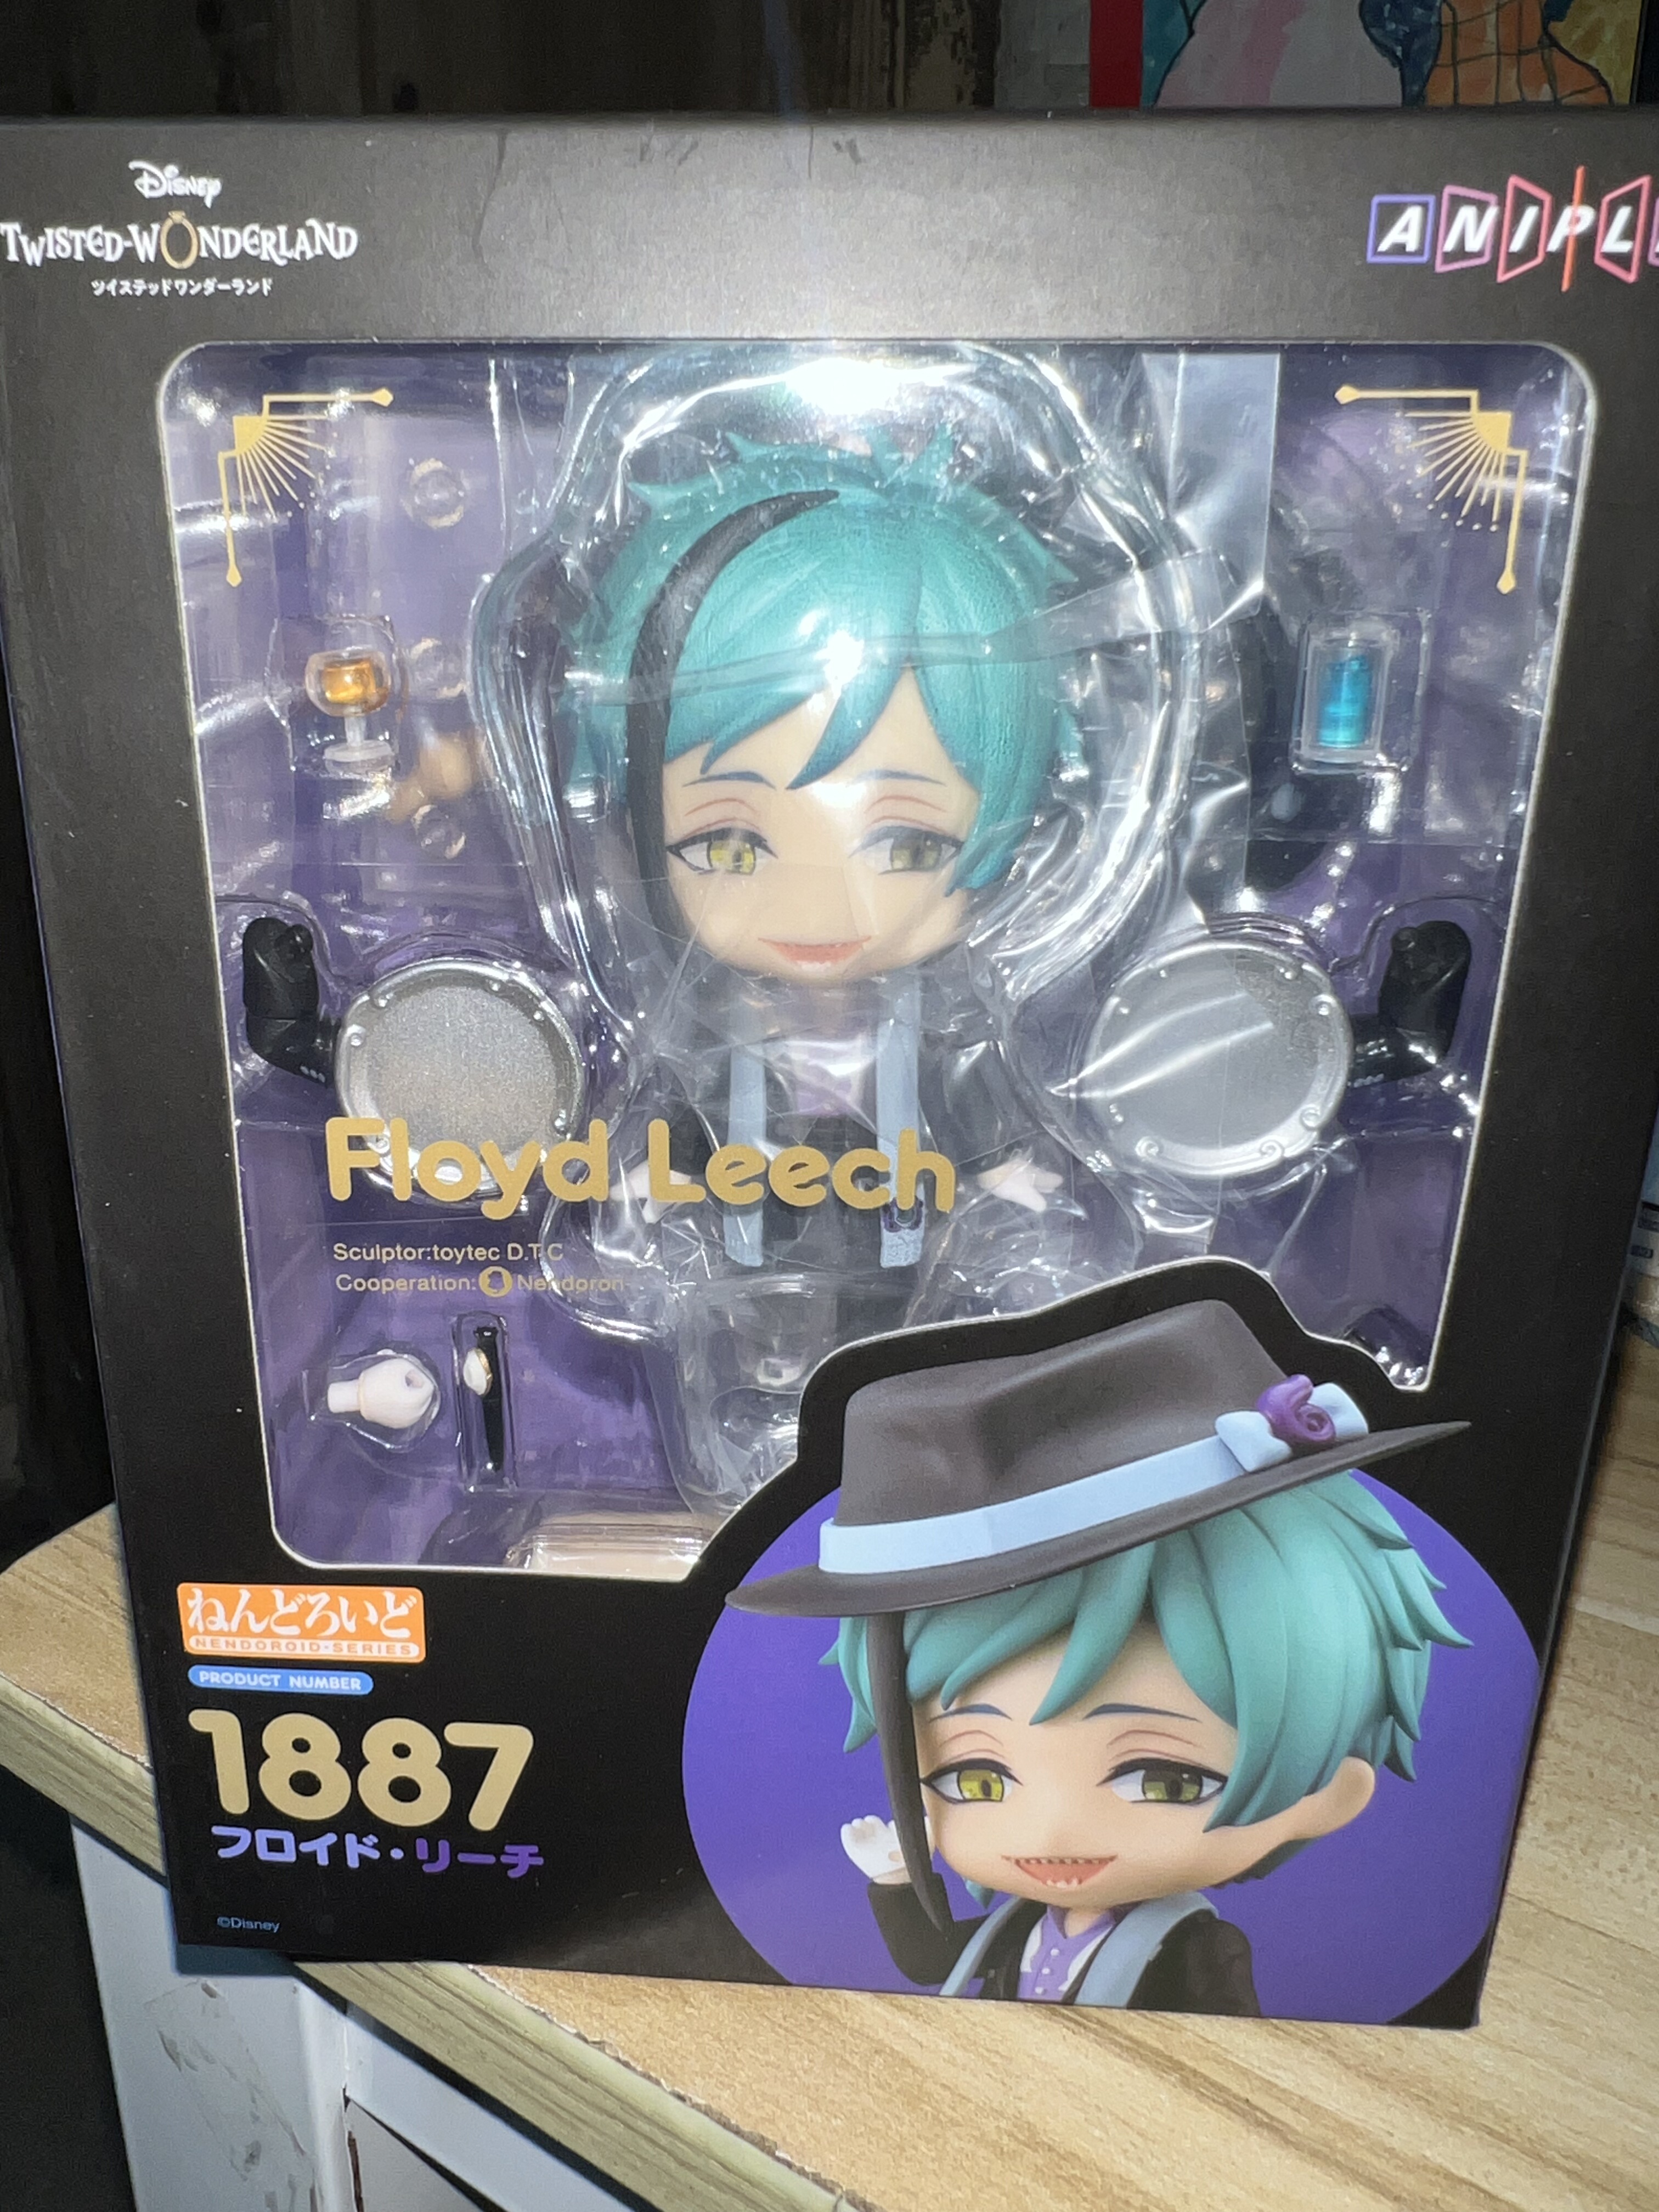 Disney
TWISTED-WONDERLAND
ツイステッドワンダーランド
ANIPL
Floyd Leech
Sculptor:toytec D.T.C
Cooperation: Nendoron
ねんどろいど
NENDOROID·SERIES
PRODUCT NUMBER
1887
フロイド・リーチ
©Disney